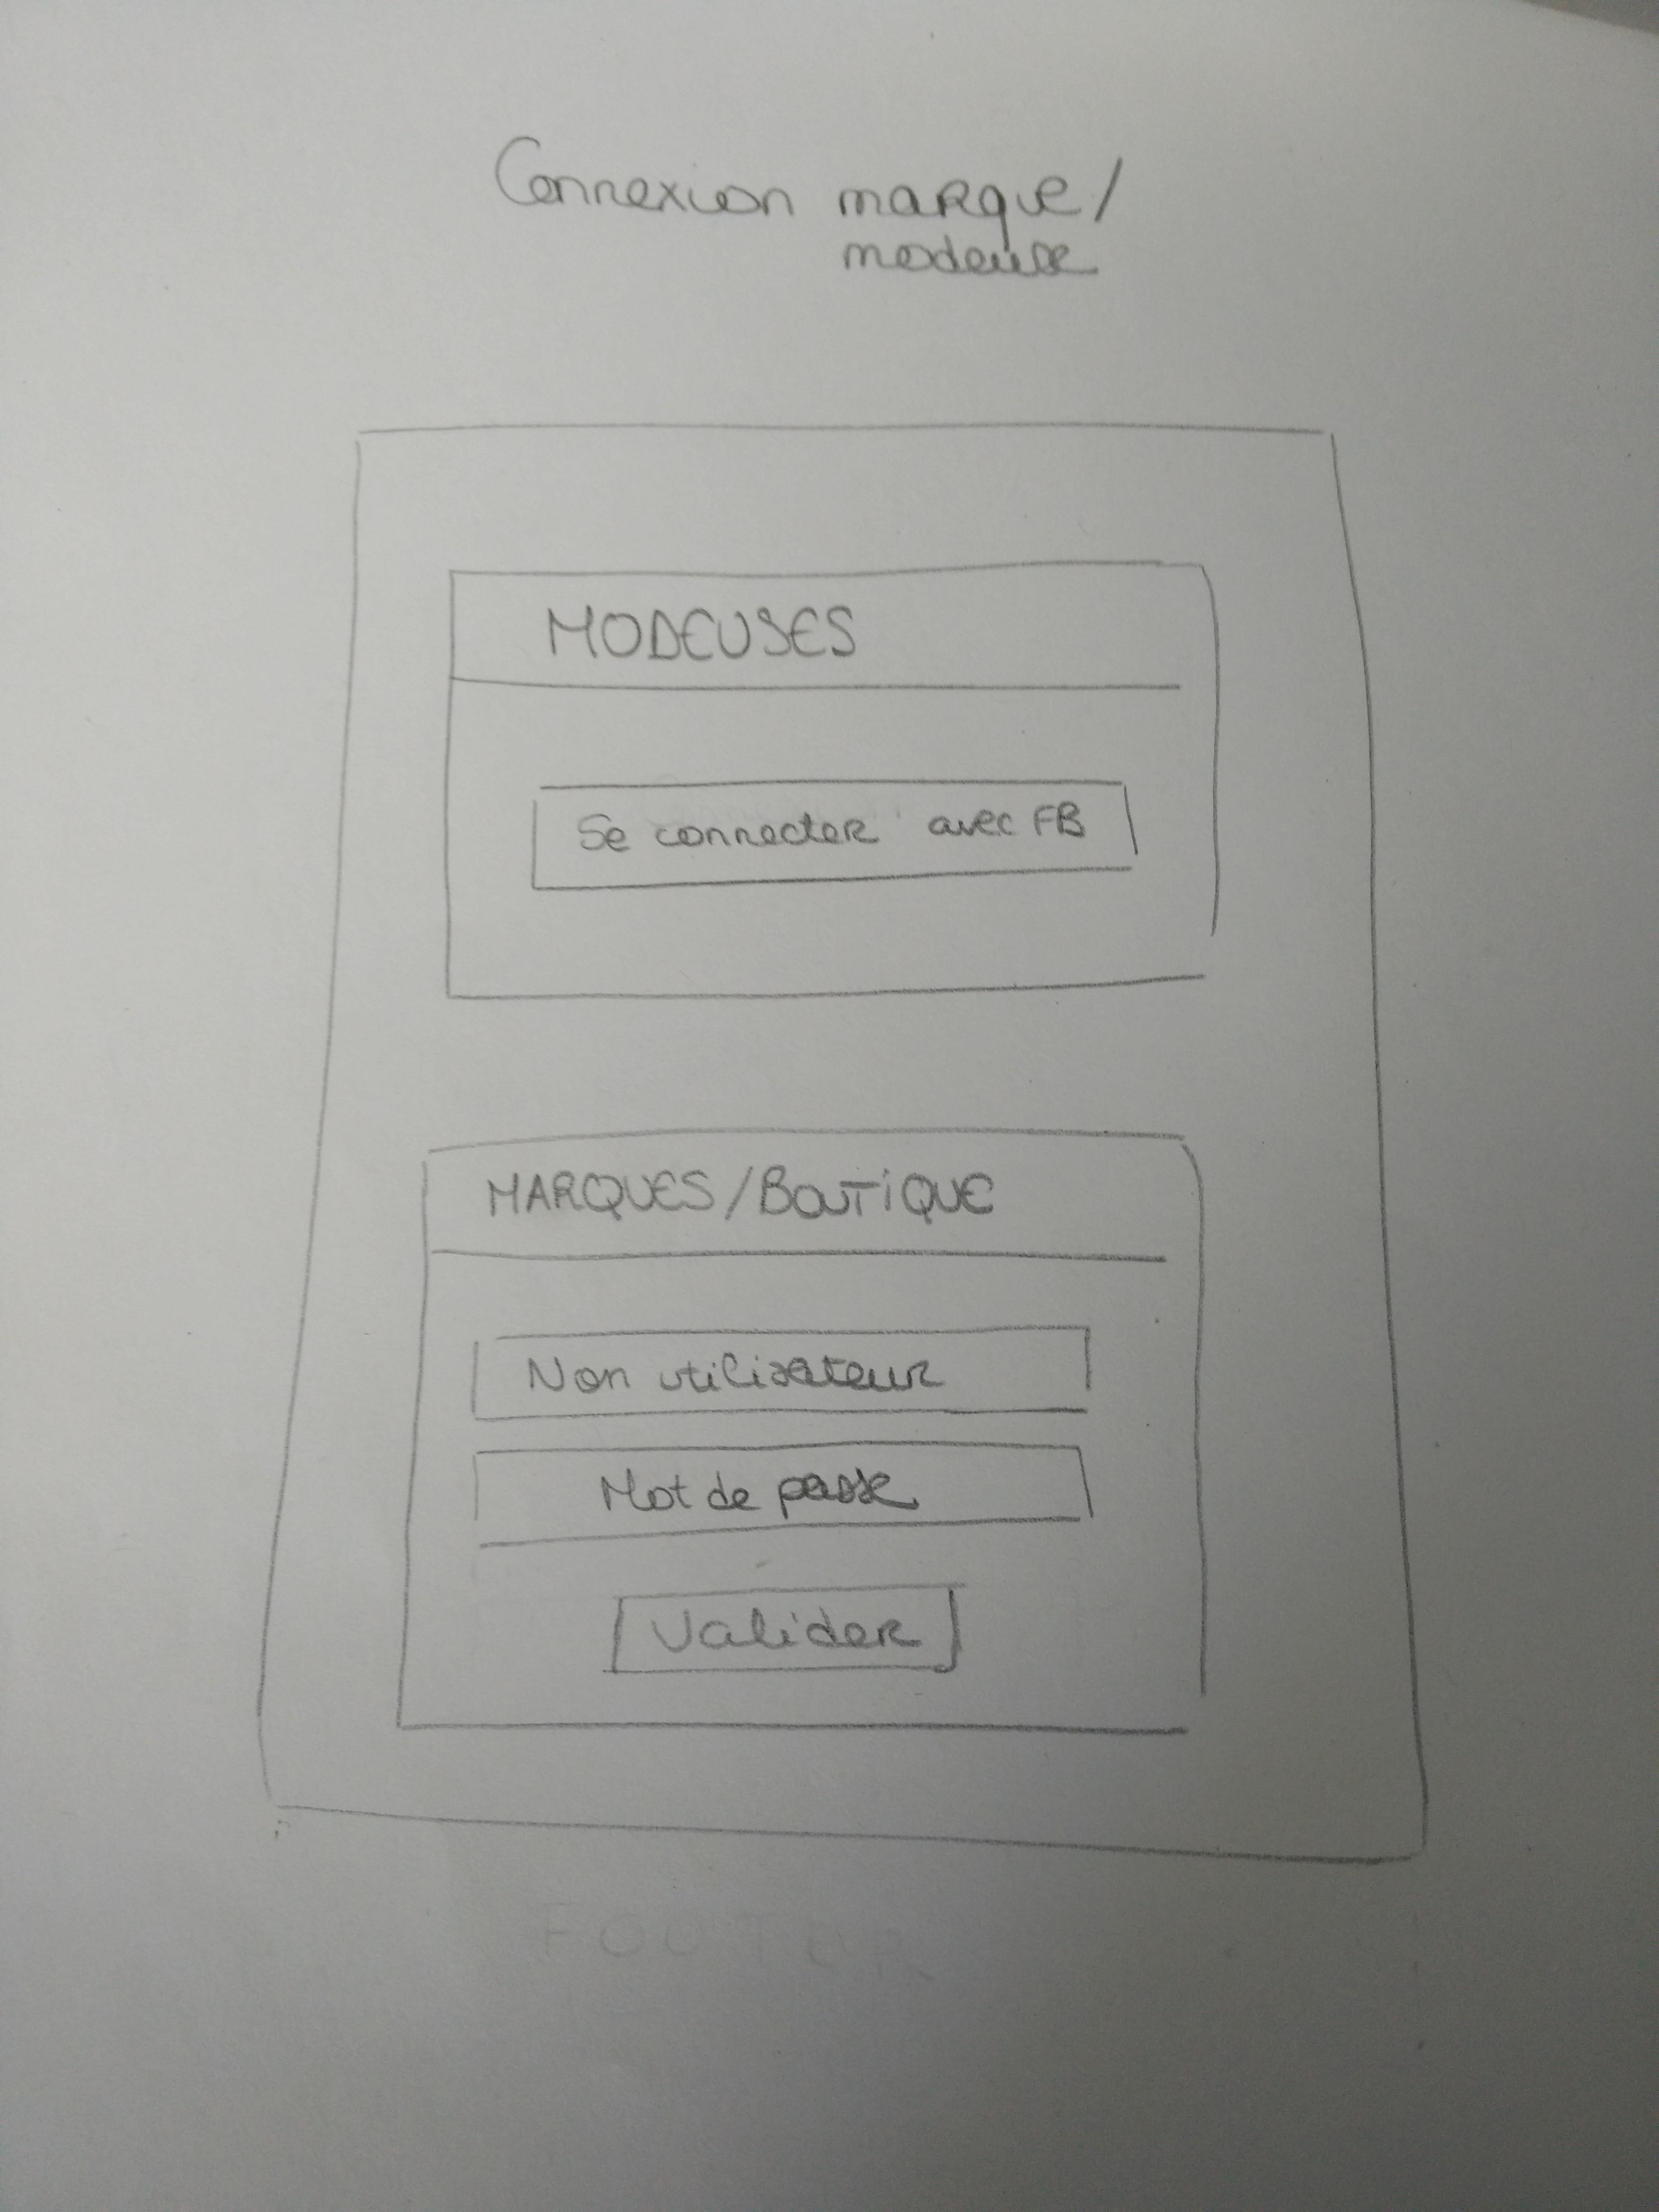 Connexion marque/
modeuse
MODEUSES
Se connecter avec FB
MARQUES/BOUTIQUE
Non utilisateur
Mot de passe
Valider
FOOTER